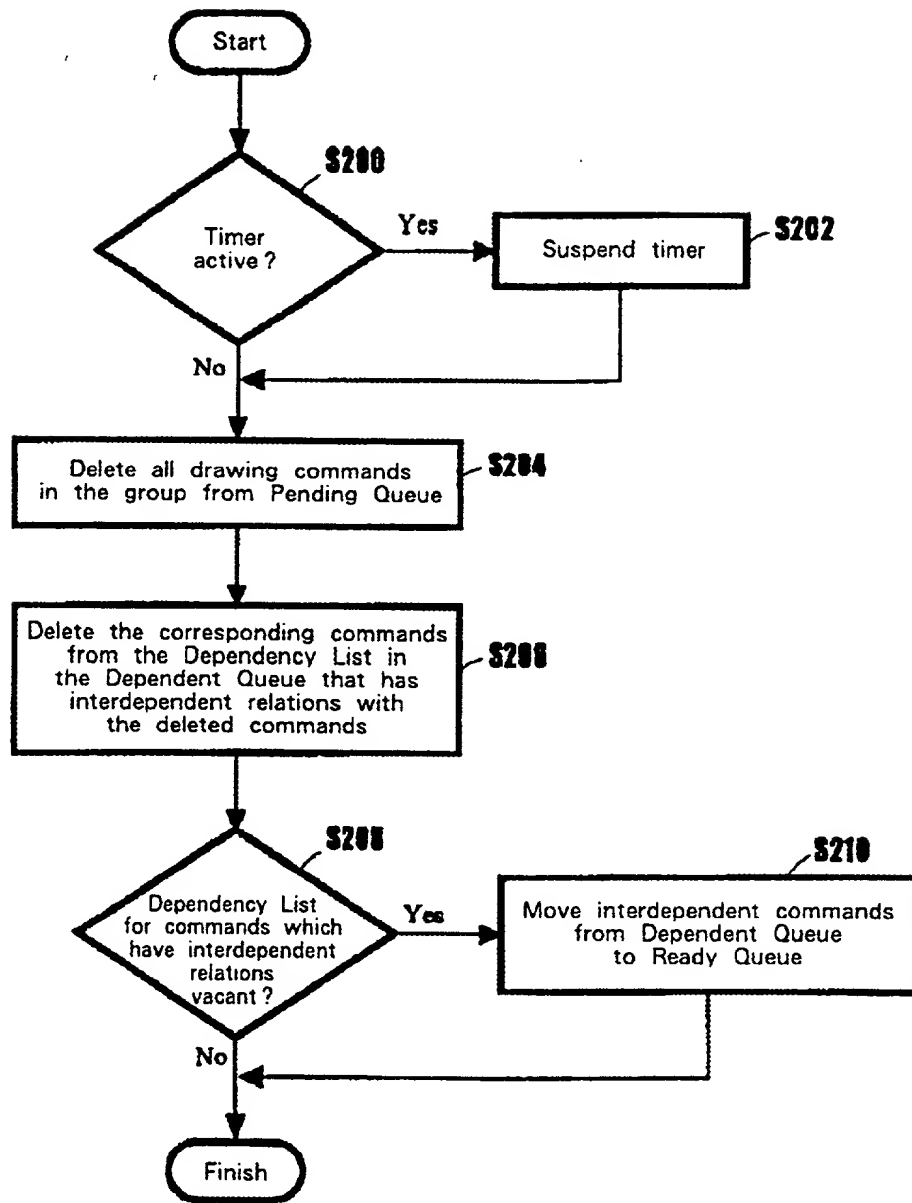 Start
S200
Timer
active?
Yes
Suspend timer
S202
No
Delete all drawing commands
in the group from Pending Queue
S204
Delete the corresponding commands
from the Dependency List in
the Dependent Queue that has
interdependent relations with
the deleted commands
S206
S208
Dependency List
for commands which
have interdependent
relations
vacant?
Yes
S210
Move interdependent commands
from Dependent Queue
to Ready Queue
No
Finish